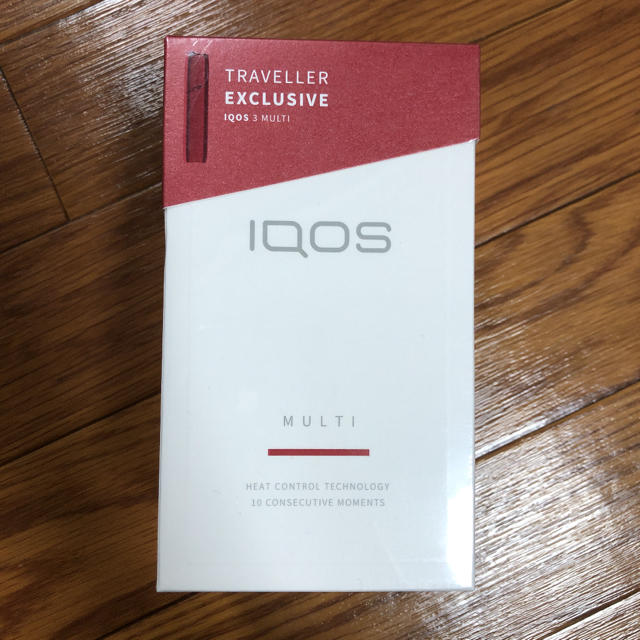 TRAVELLER
EXCLUSIVE
IQOS 3 MULTI
IQOS
MULTI
HEAT CONTROL TECHNOLOGY
10 CONSECUTIVE MOMENTS